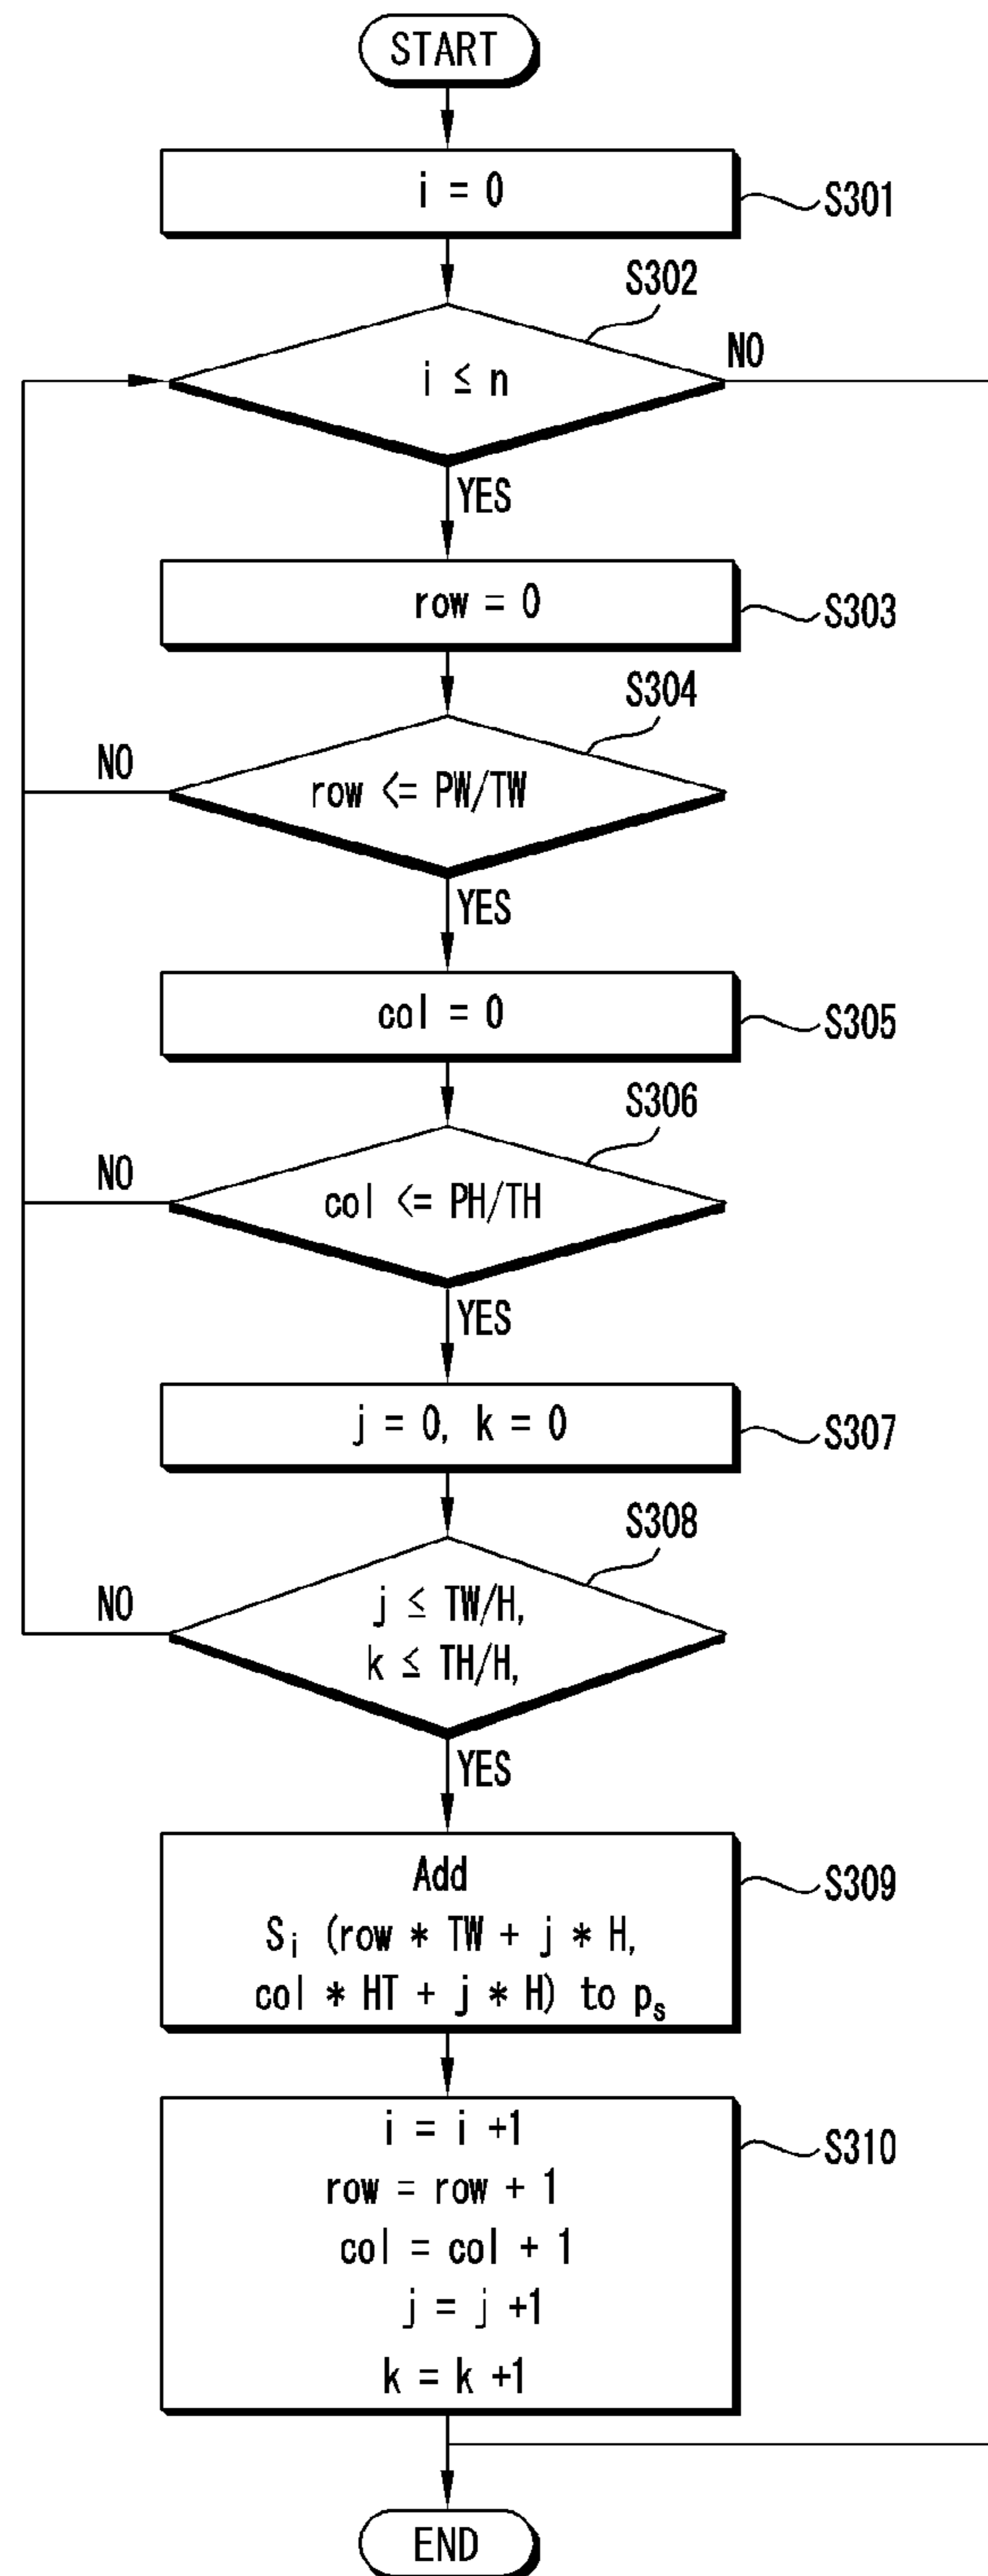 START
i = 0
S301
S302
i ≤ n
NO
YES
row = 0
S303
S304
NO
row <= PW/TW
YES
col = 0
S305
S306
NO
col <= PH/TH
YES
j = 0, k = 0
S307
S308
NO
j ≤ TW/H,
k ≤ TH/H,
YES
Add
Sᵢ (row * TW + j * H,
col * HT + j * H) to pₛ
S309
i = i +1
row = row + 1
col = col + 1
j = j +1
k = k +1
S310
END